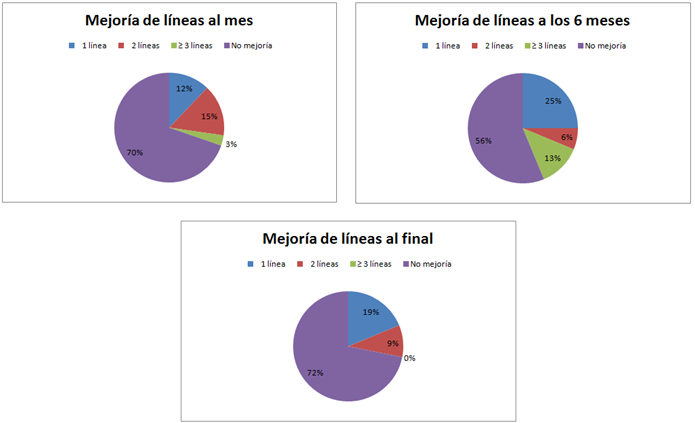 Mejoría de líneas al mes
1 línea 2 líneas ≥ 3 líneas No mejoría
12%
15%
3%
70%
Mejoría de líneas a los 6 meses
1 línea 2 líneas ≥ 3 líneas No mejoría
25%
6%
13%
56%
Mejoría de líneas al final
1 línea 2 líneas ≥ 3 líneas No mejoría
19%
9%
0%
72%